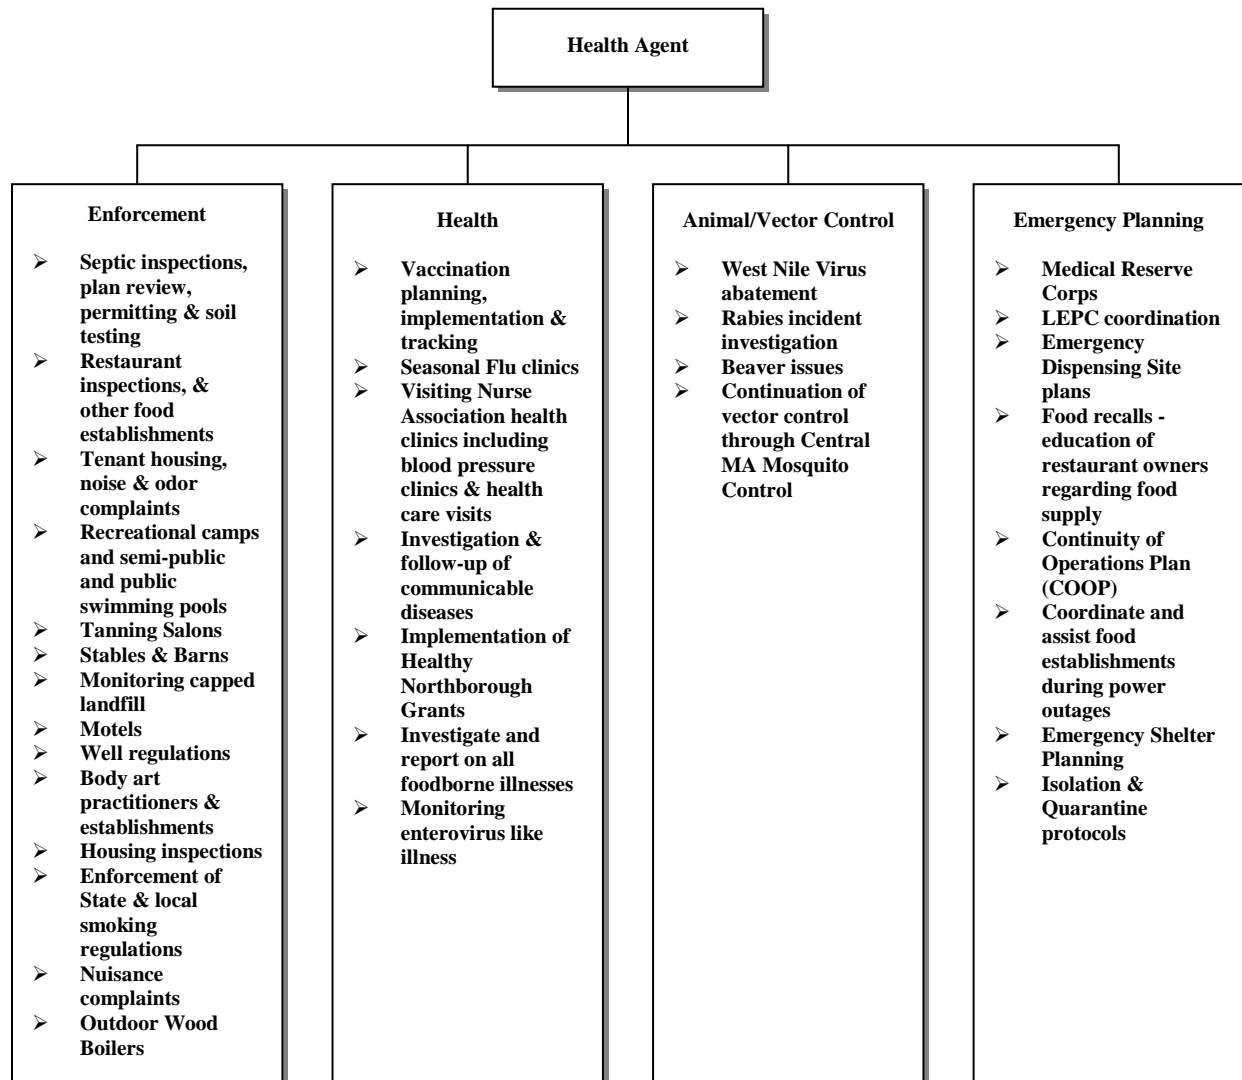 Health Agent
Enforcement
➢ Septic inspections,
plan review,
permitting & soil
testing
➢ Restaurant
inspections, &
other food
establishments
➢ Tenant housing,
noise & odor
complaints
➢ Recreational camps
and semi-public
and public
swimming pools
➢ Tanning Salons
➢ Stables & Barns
➢ Monitoring capped
landfill
➢ Motels
➢ Well regulations
➢ Body art
practitioners &
establishments
➢ Housing inspections
➢ Enforcement of
State & local
smoking
regulations
➢ Nuisance
complaints
➢ Outdoor Wood
Boilers
Health
➢ Vaccination
planning,
implementation &
tracking
➢ Seasonal Flu clinics
➢ Visiting Nurse
Association health
clinics including
blood pressure
clinics & health
care visits
➢ Investigation &
follow-up of
communicable
diseases
➢ Implementation of
Healthy
Northborough
Grants
➢ Investigate and
report on all
foodborne illnesses
➢ Monitoring
enterovirus like
illness
Animal/Vector Control
➢ West Nile Virus
abatement
➢ Rabies incident
investigation
➢ Beaver issues
➢ Continuation of
vector control
through Central
MA Mosquito
Control
Emergency Planning
➢ Medical Reserve
Corps
➢ LEPC coordination
➢ Emergency
Dispensing Site
plans
➢ Food recalls -
education of
restaurant owners
regarding food
supply
➢ Continuity of
Operations Plan
(COOP)
➢ Coordinate and
assist food
establishments
during power
outages
➢ Emergency Shelter
Planning
➢ Isolation &
Quarantine
protocols